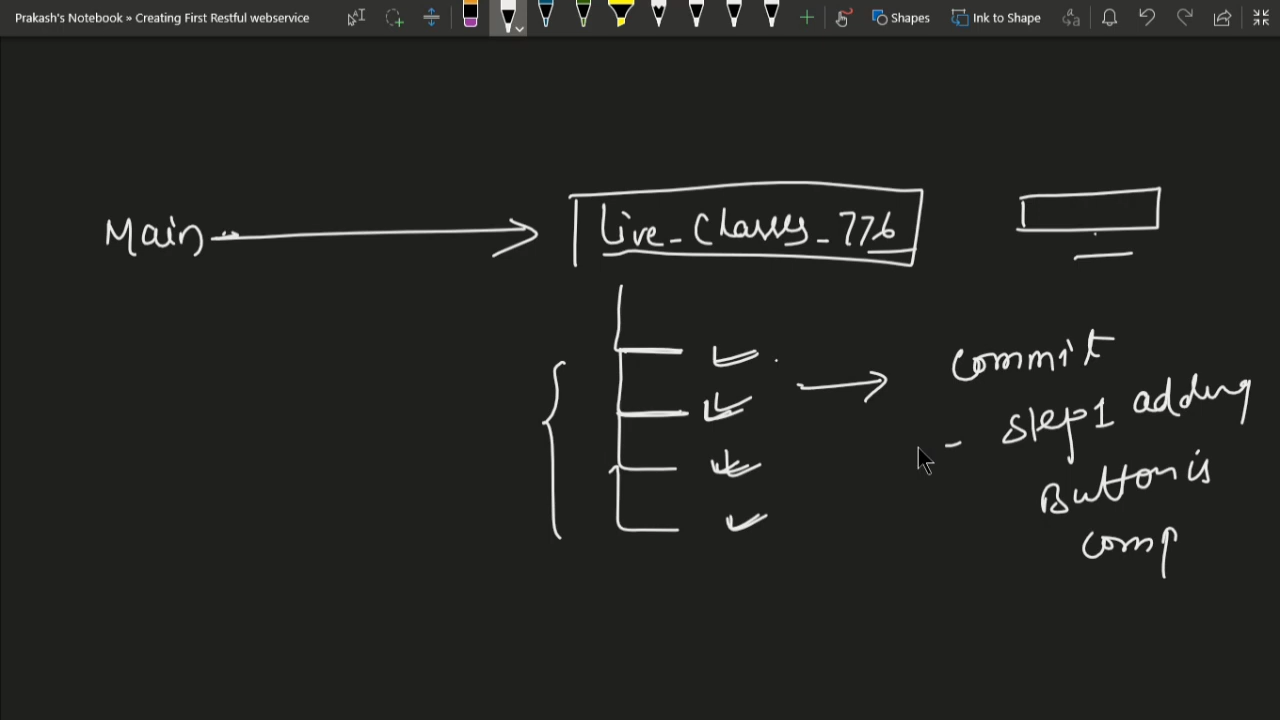 Prakash's Notebook » Creating First Restful webservice
Shapes
Ink to Shape
Main
Live_Classes_776
commit
- step1 adding
Button is
comp